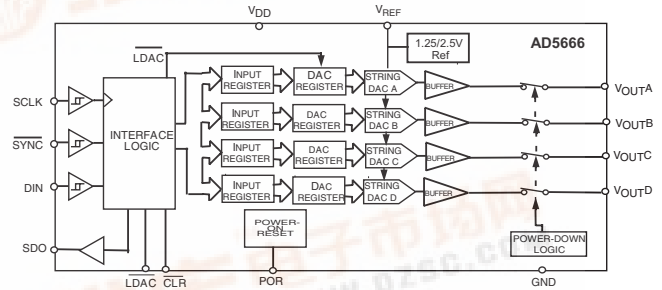 VDD
VREF
1.25/2.5V
Ref
AD5666
LDAC
INPUT
REGISTER
DAC
REGISTER
STRING
DAC A
BUFFER
VOUTA
SCLK
INPUT
REGISTER
DAC
REGISTER
STRING
DAC B
BUFFER
VOUTB
SYNC
INTERFACE
LOGIC
INPUT
REGISTER
DAC
REGISTER
STRING
DAC C
BUFFER
VOUTC
DIN
INPUT
REGISTER
DAC
REGISTER
STRING
DAC D
BUFFER
VOUTD
POWER-
ON
RESET
POWER-DOWN
LOGIC
SDO
LDAC
CLR
POR
GND